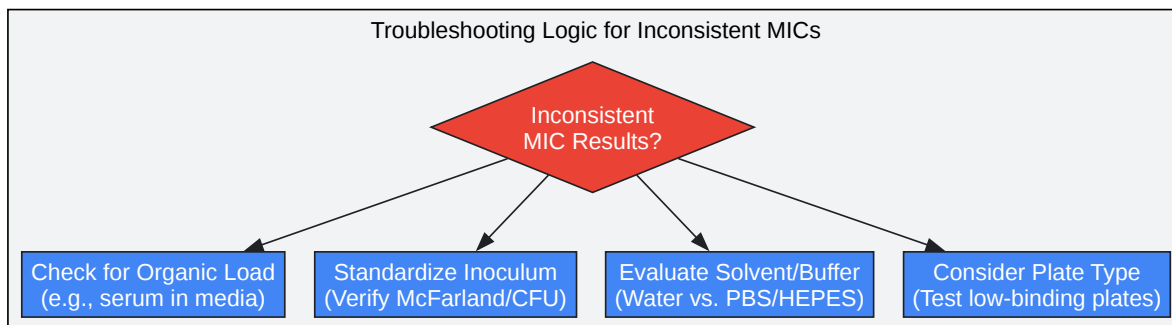 Troubleshooting Logic for Inconsistent MICs
Inconsistent
MIC Results?
Check for Organic Load
(e.g., serum in media)
Standardize Inoculum
(Verify McFarland/CFU)
Evaluate Solvent/Buffer
(Water vs. PBS/HEPES)
Consider Plate Type
(Test low-binding plates)